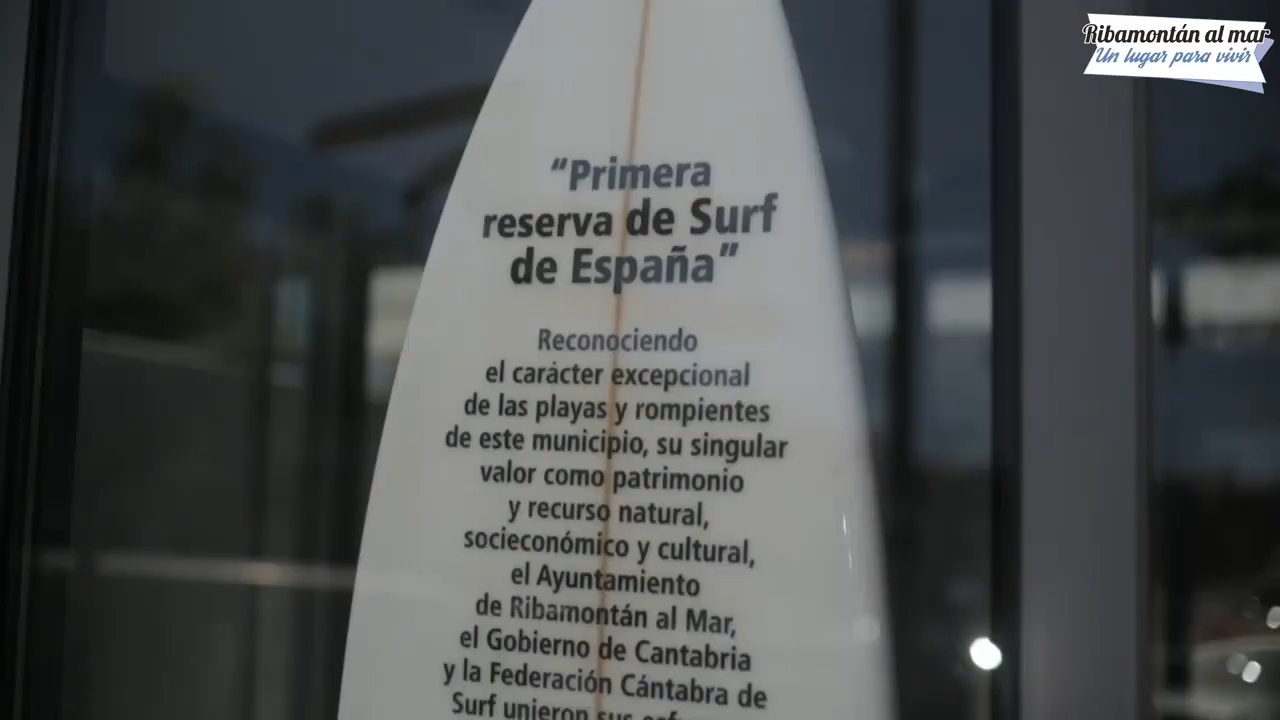 Ribamontán al mar
Un lugar para vivir
“Primera
reserva de Surf
de España”
Reconociendo
el carácter excepcional
de las playas y rompientes
de este municipio, su singular
valor como patrimonio
y recurso natural,
socieconómico y cultural,
el Ayuntamiento
de Ribamontán al Mar,
el Gobierno de Cantabria
y la Federación Cántabra de
Surf unieron sus